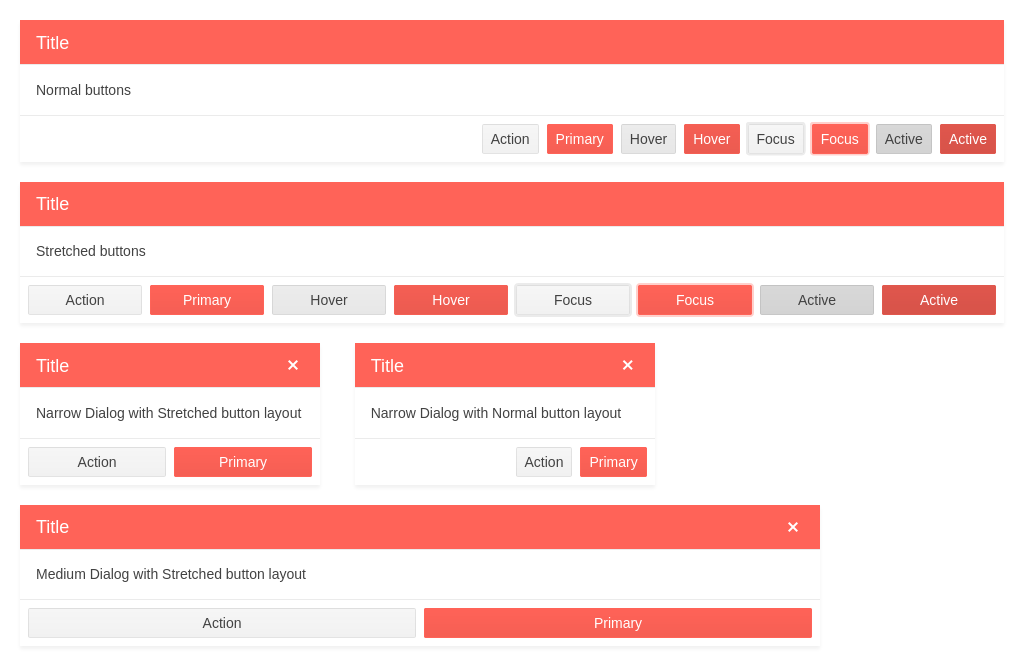 Title
Normal buttons
Action Primary Hover Hover Focus Focus Active Active
Title
Stretched buttons
Action Primary Hover Hover Focus Focus Active Active
Title
Narrow Dialog with Stretched button layout
Action Primary
Title
Narrow Dialog with Normal button layout
Action Primary
Title
Medium Dialog with Stretched button layout
Action Primary